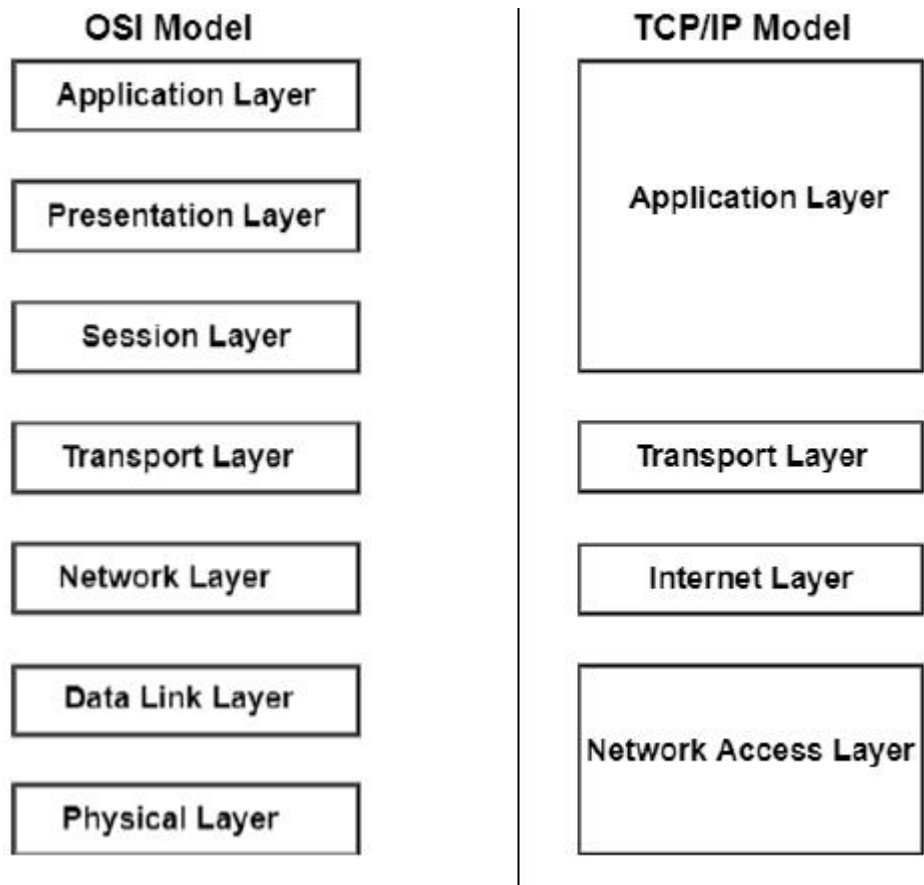 OSI Model
Application Layer
Presentation Layer
Session Layer
Transport Layer
Network Layer
Data Link Layer
Physical Layer
TCP/IP Model
Application Layer
Transport Layer
Internet Layer
Network Access Layer